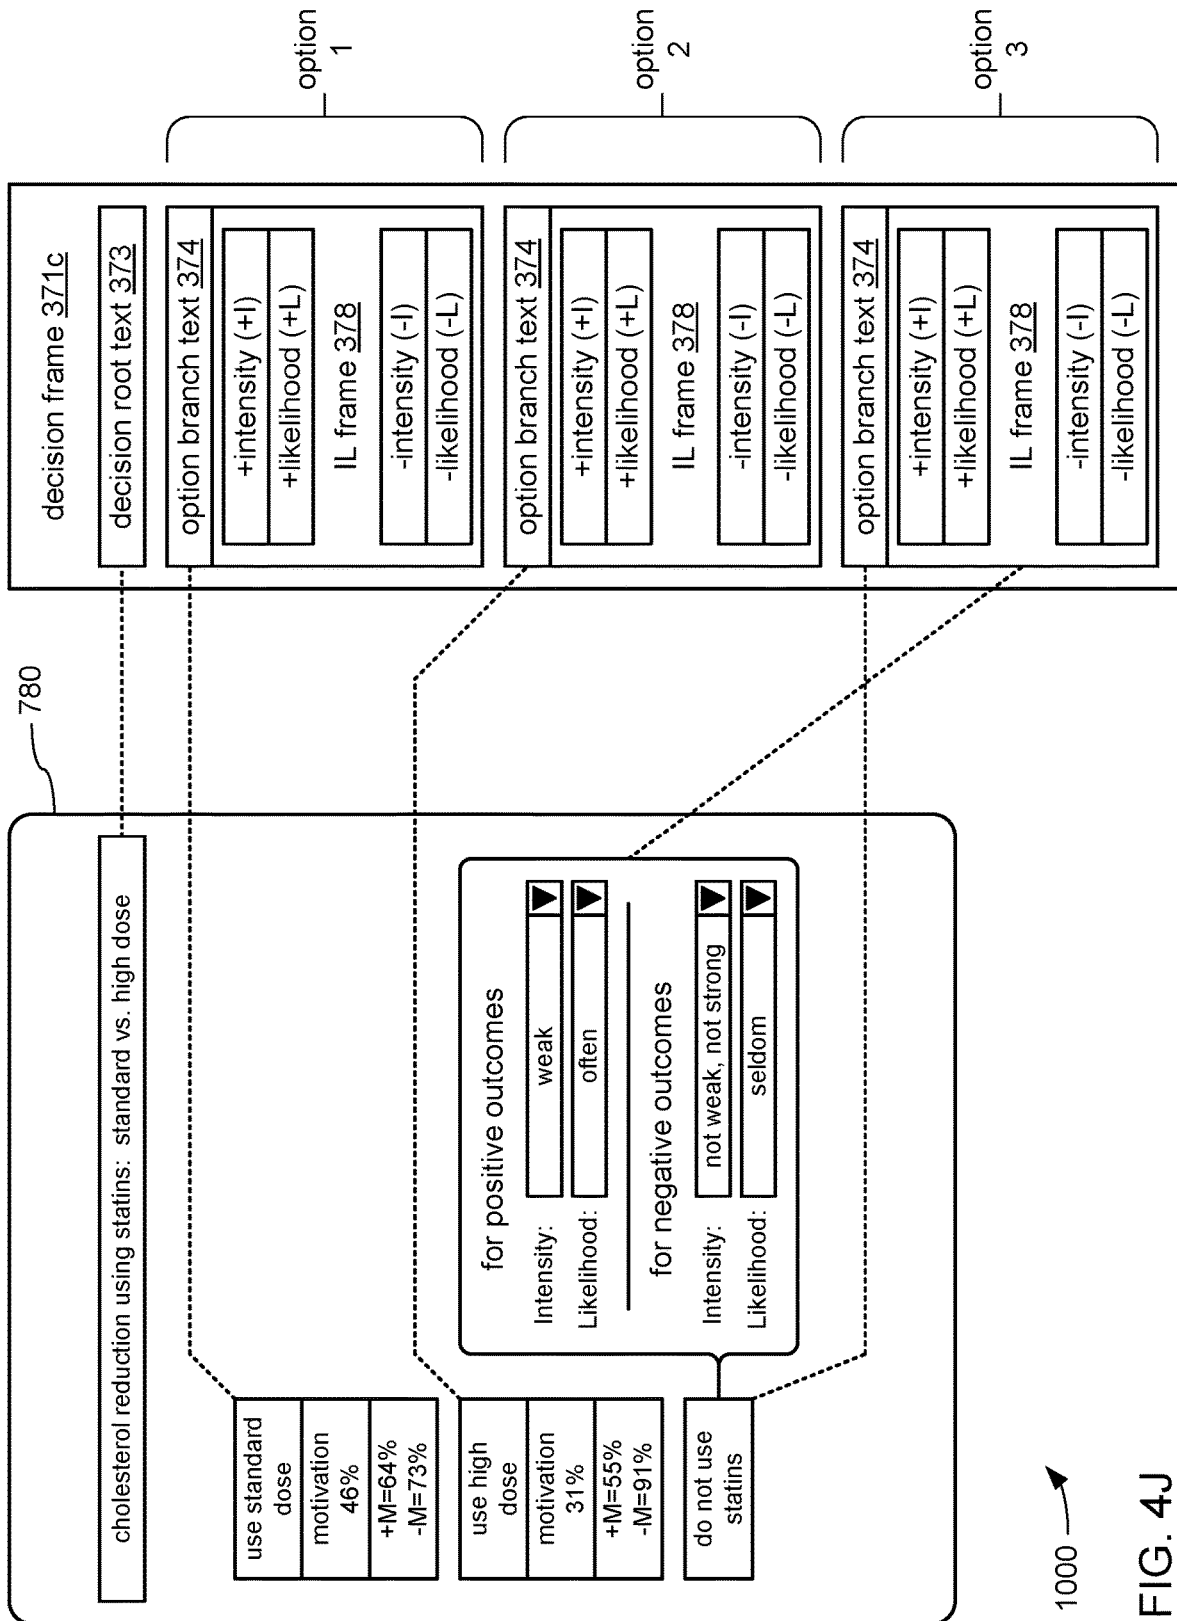 780
cholesterol reduction using statins: standard vs. high dose
use standard
dose
motivation
46%
+M=64%
-M=73%
use high
dose
motivation
31%
+M=55%
-M=91%
do not use
statins
for positive outcomes
Intensity:
weak
Likelihood:
often
for negative outcomes
Intensity:
not weak, not strong
Likelihood:
seldom
decision frame 371c
decision root text 373
option branch text 374
+intensity (+I)
+likelihood (+L)
IL frame 378
-intensity (-I)
-likelihood (-L)
option
1
option branch text 374
+intensity (+I)
+likelihood (+L)
IL frame 378
-intensity (-I)
-likelihood (-L)
option
2
option branch text 374
+intensity (+I)
+likelihood (+L)
IL frame 378
-intensity (-I)
-likelihood (-L)
option
3
1000
FIG. 4J